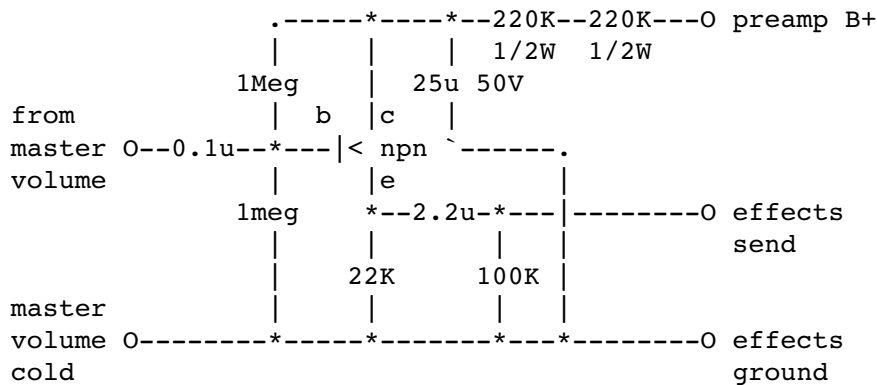 .-----*----*--220K--220K---O preamp B+
|     |    |  1/2W  1/2W
1Meg    |  25u 50V
from            |  b  |c   |
master O--0.1u--*---|< npn `------.
volume          |     |e          |
1meg    *--2.2u-*---|--------O effects
|     |       |   |          send
|    22K     100K |
master          |     |       |   |
volume O--------*-----*-------*---*--------O effects
cold                                         ground